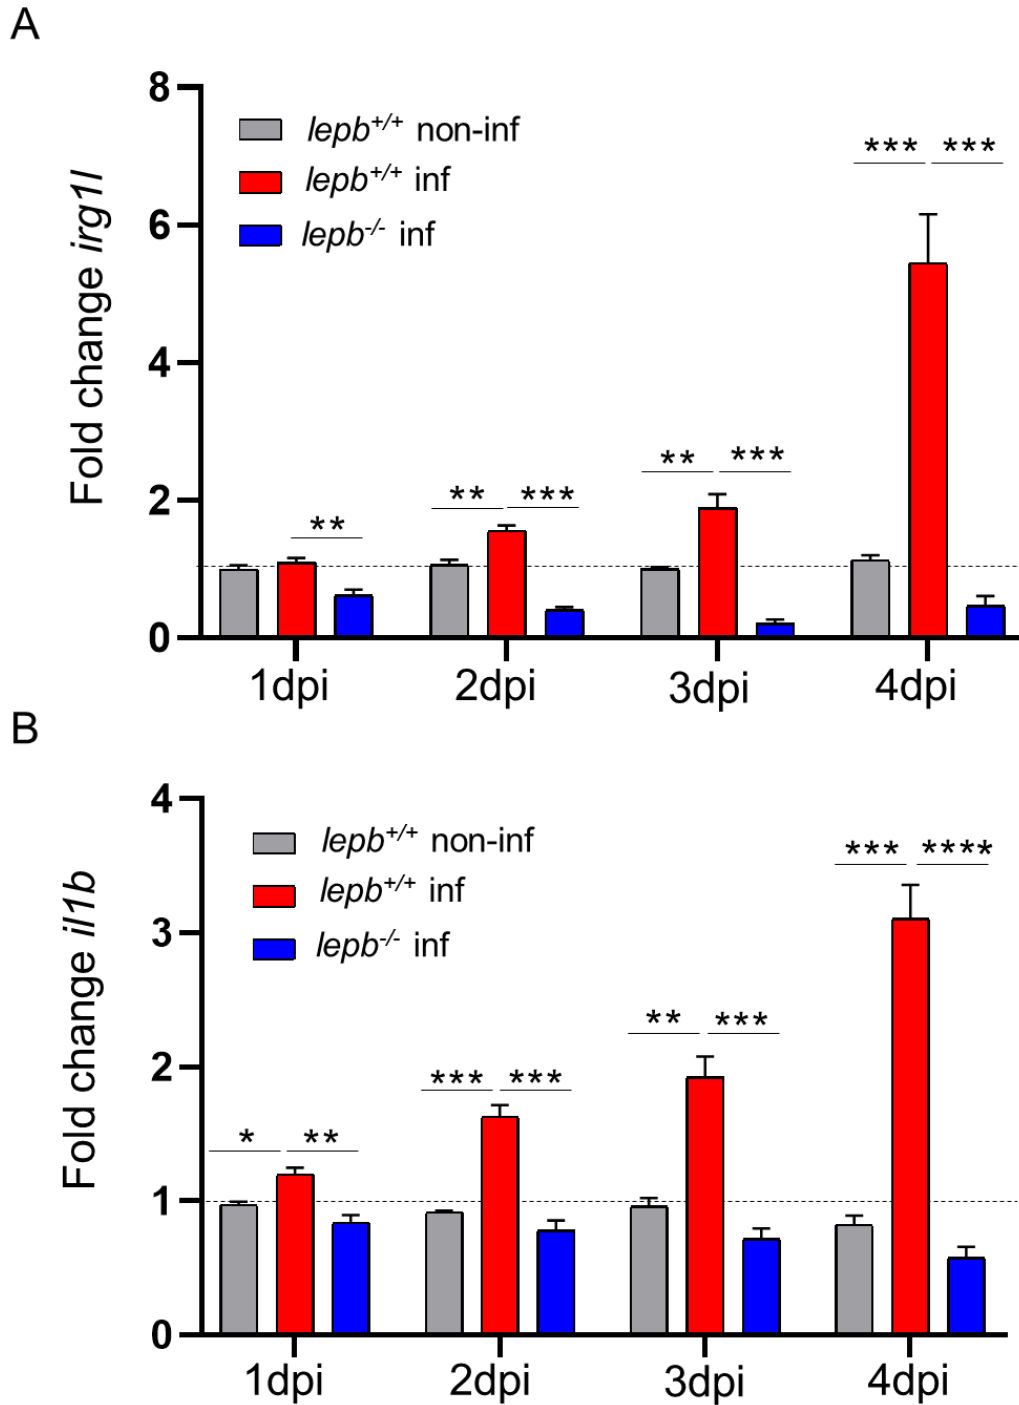 A
Fold change irg1l
8
6
4
2
0
lepb+/+ non-inf
lepb+/+ inf
lepb-/- inf
**
** ***
** ***
*** ***
1dpi 2dpi 3dpi 4dpi
B
Fold change il1b
4
3
2
1
0
lepb+/+ non-inf
lepb+/+ inf
lepb-/- inf
* **
*** ***
** ***
*** ****
1dpi 2dpi 3dpi 4dpi